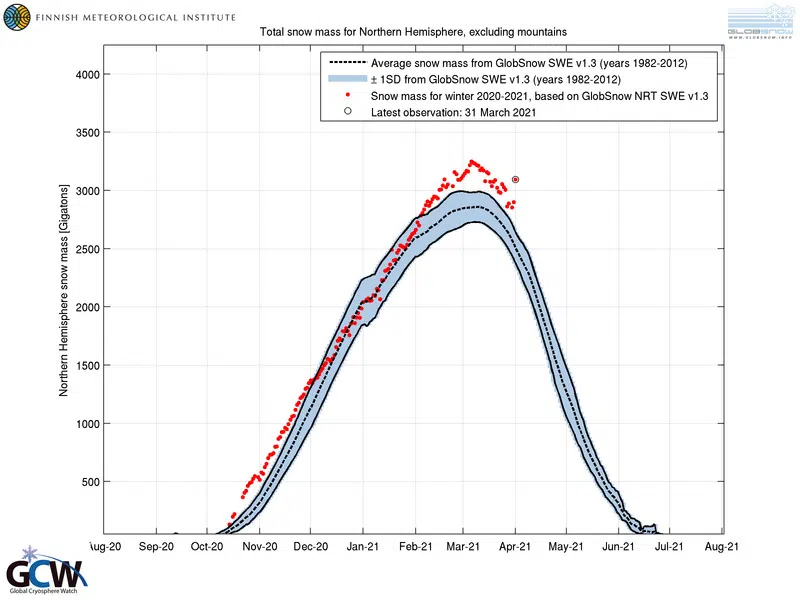 FINNISH METEOROLOGICAL INSTITUTE
GLOBSNOW
WWW.GLOBSNOW.INFO
Total snow mass for Northern Hemisphere, excluding mountains
Average snow mass from GlobSnow SWE v1.3 (years 1982-2012)
± 1SD from GlobSnow SWE v1.3 (years 1982-2012)
Snow mass for winter 2020-2021, based on GlobSnow NRT SWE v1.3
Latest observation: 31 March 2021
Northern Hemisphere snow mass [Gigatons]
4000
3500
3000
2500
2000
1500
1000
500
Aug-20 Sep-20 Oct-20 Nov-20 Dec-20 Jan-21 Feb-21 Mar-21 Apr-21 May-21 Jun-21 Jul-21 Aug-21
GCW
Global Cryosphere Watch